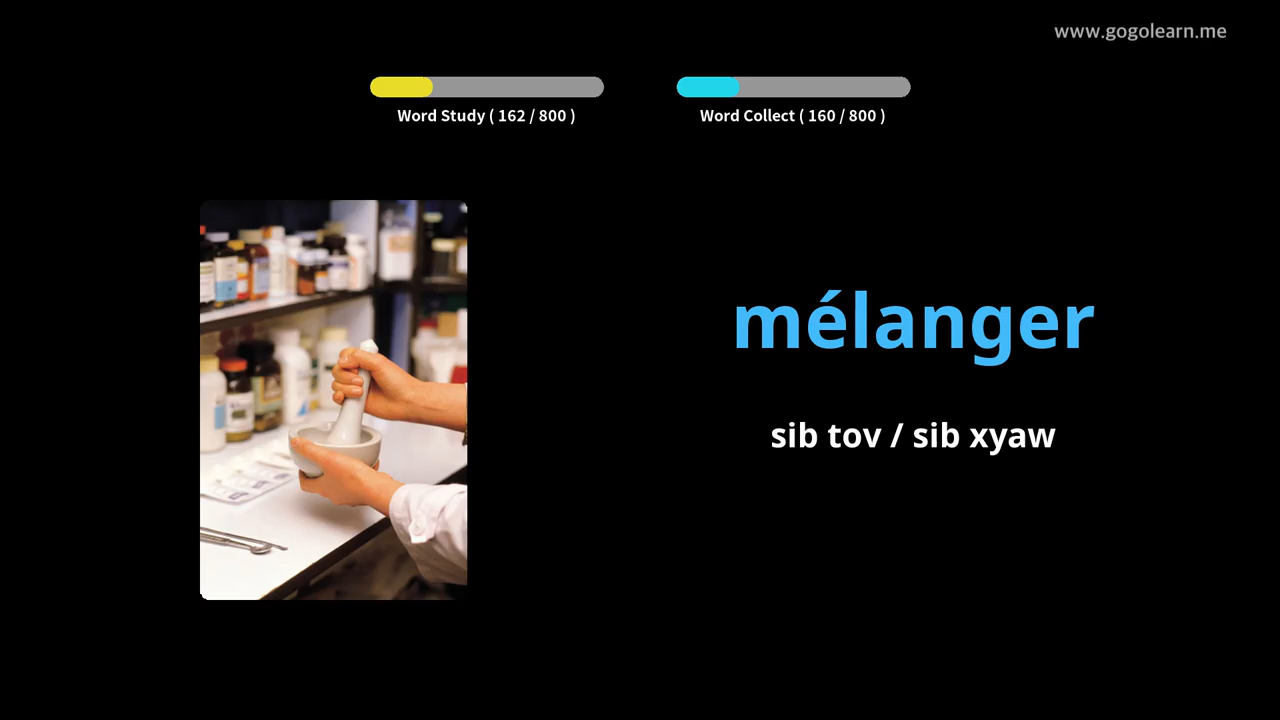 www.gogolearn.me
Word Study ( 162 / 800 )
Word Collect ( 160 / 800 )
mélanger
sib tov / sib xyaw